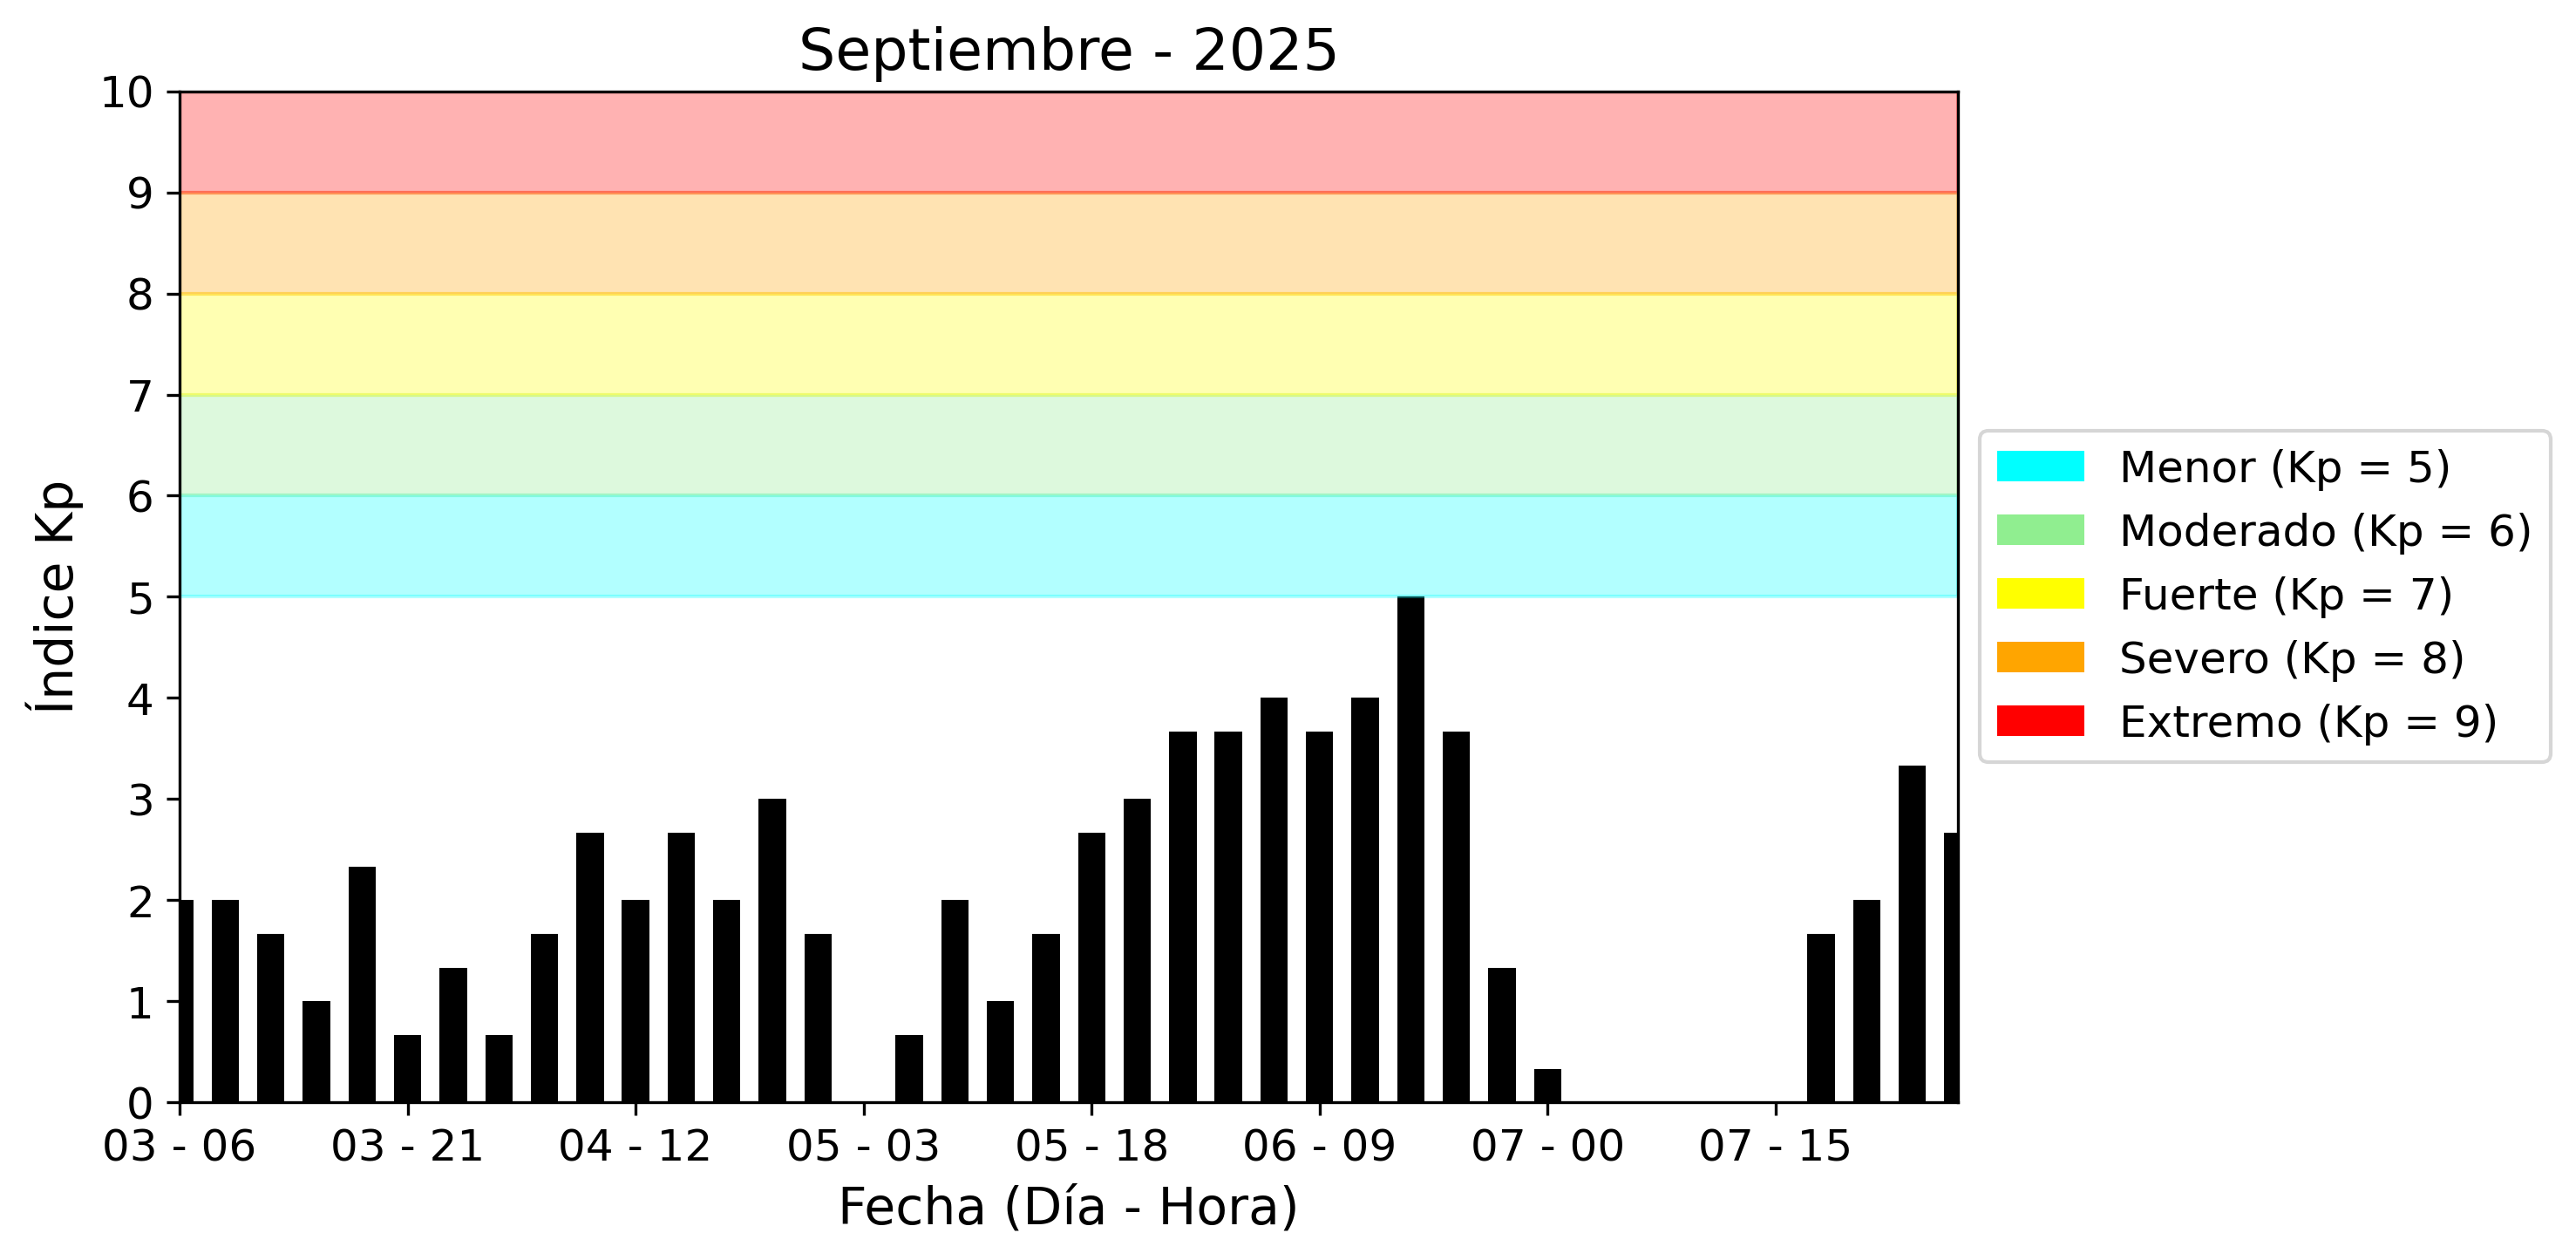 Septiembre - 2025
10
9
8
7
6
5
4
3
2
1
0
Índice Kp
03 - 06
03 - 21
04 - 12
05 - 03
05 - 18
06 - 09
07 - 00
07 - 15
Fecha (Día - Hora)
Menor (Kp = 5)
Moderado (Kp = 6)
Fuerte (Kp = 7)
Severo (Kp = 8)
Extremo (Kp = 9)